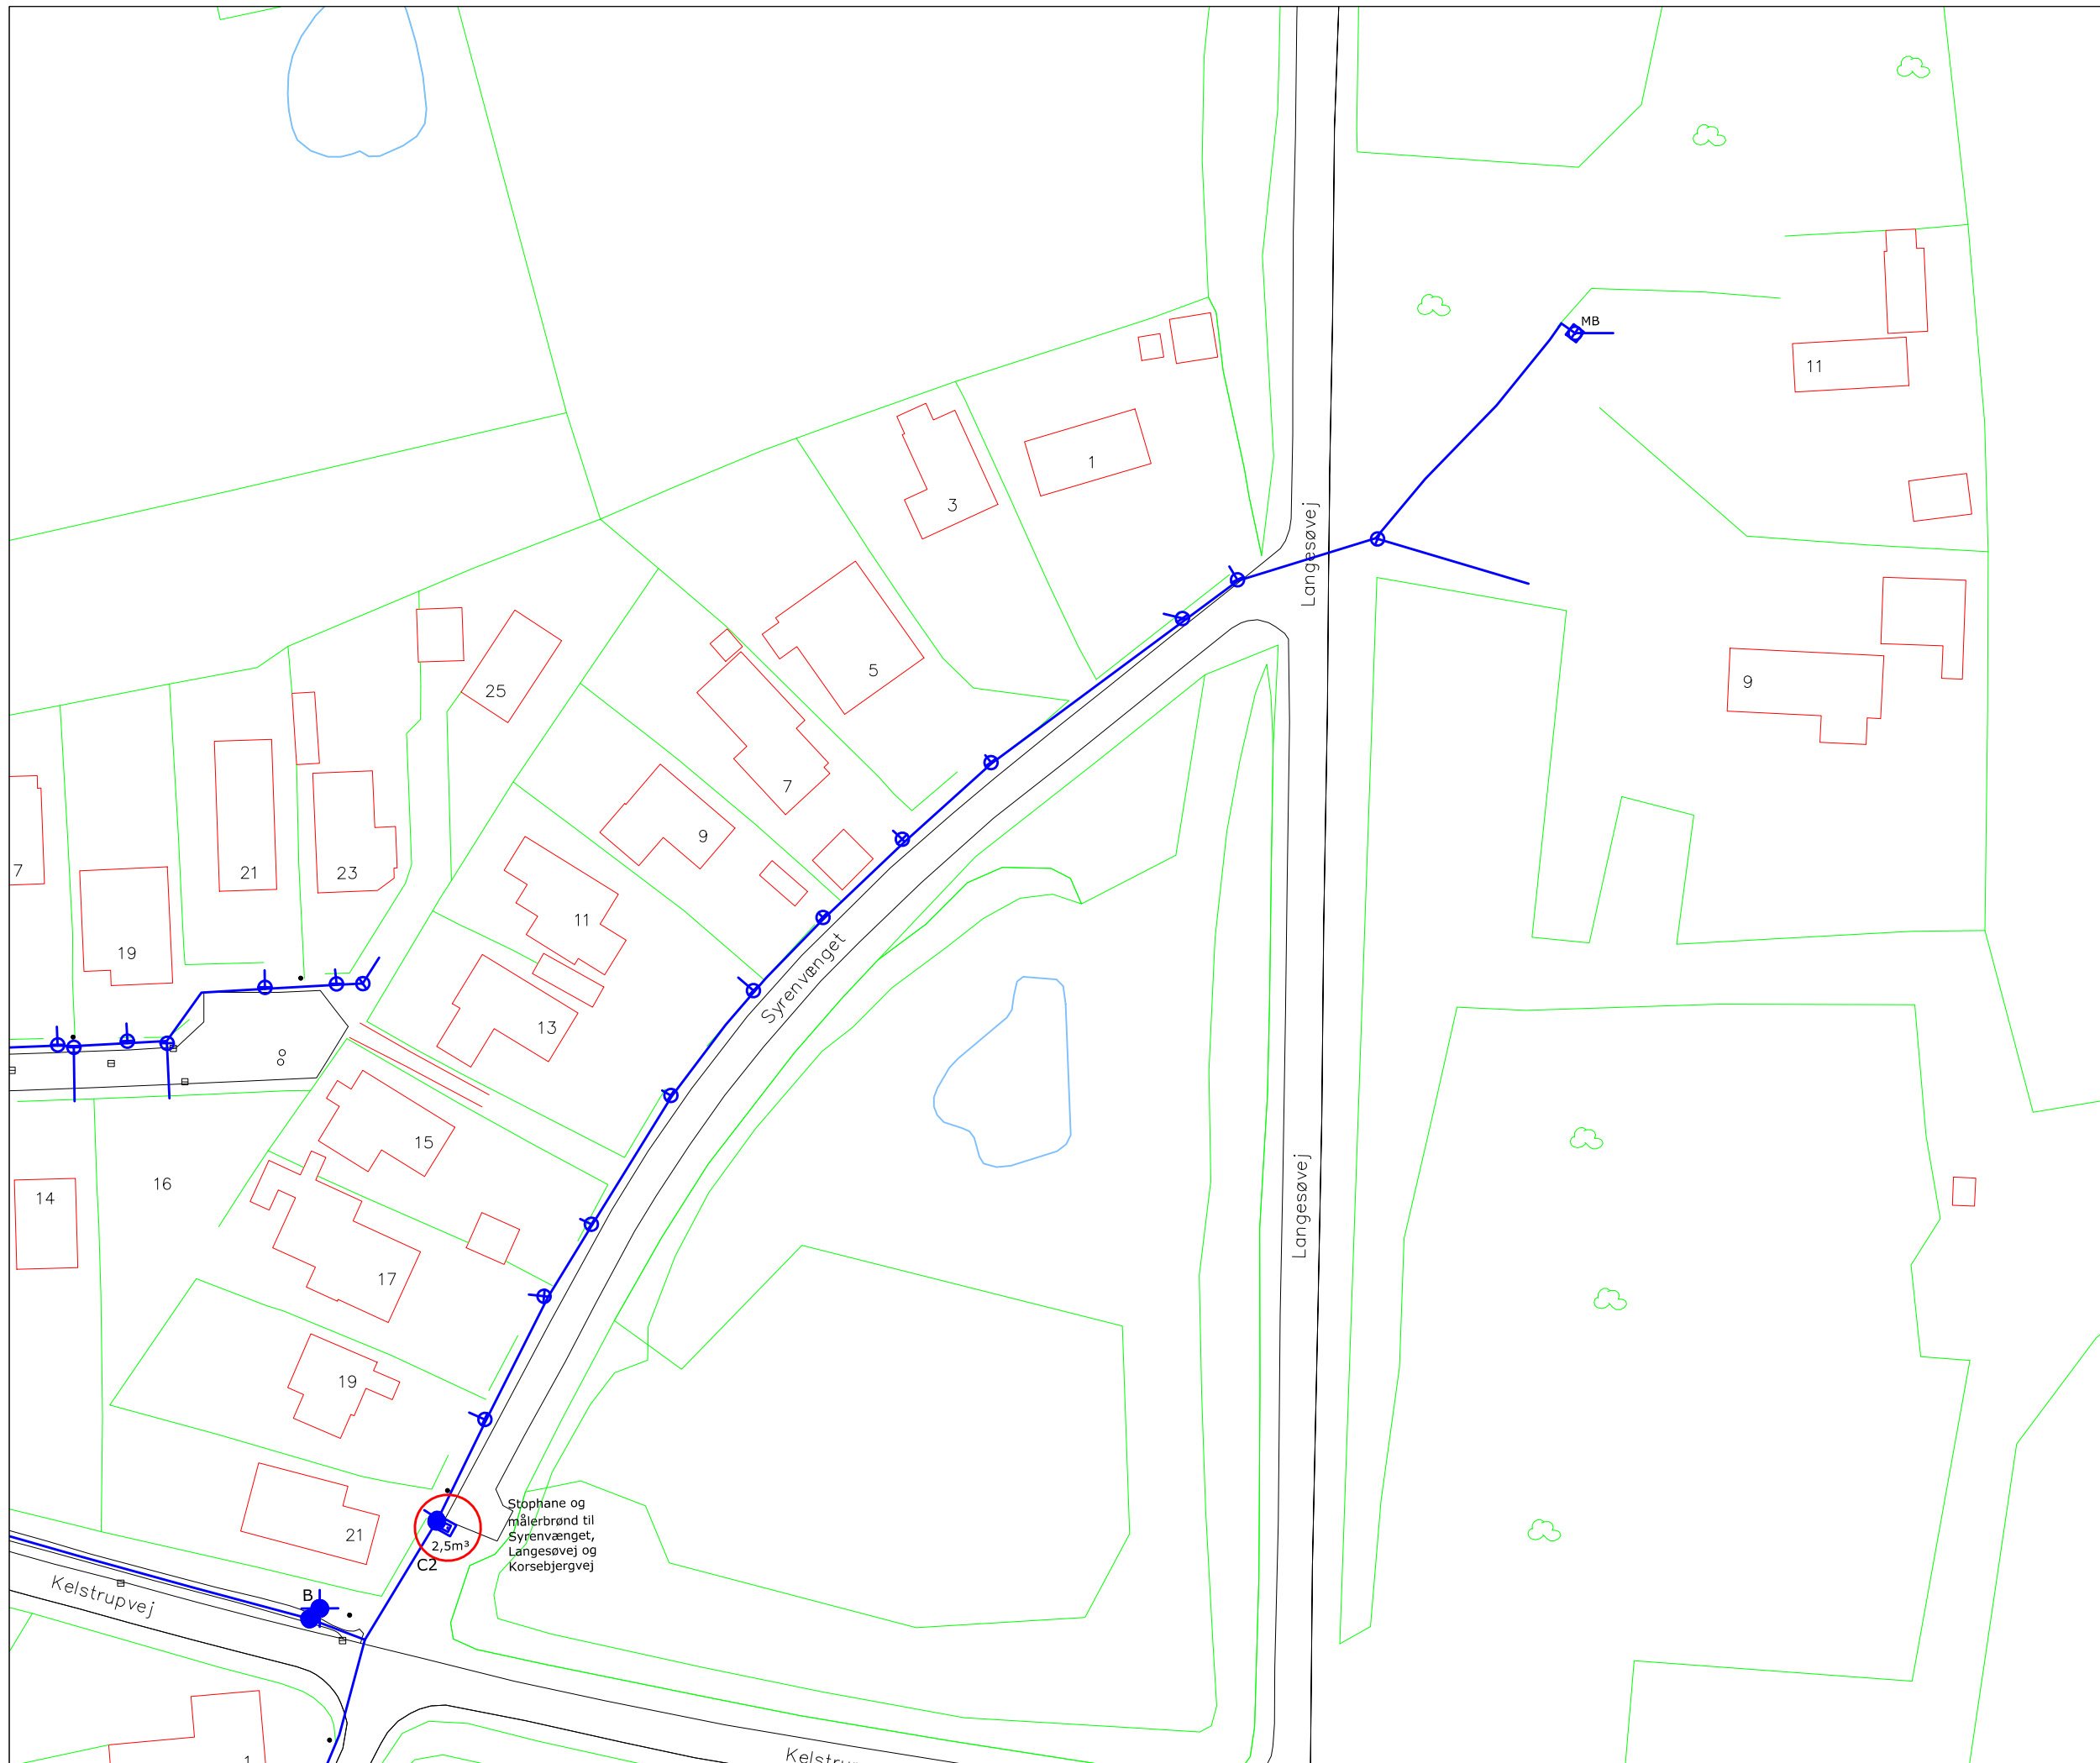 MB
11
1
3
Langesøvej
5
25
9
7
9
7
21
23
11
19
Syrenvænget
13
15
14
16
Langesøvej
17
19
Stophane og
målerbrønd til
Syrenvænget,
Langesøvej og
Korsebjergvej
21
2,5m³
C2
Kelstrupvej
B
1